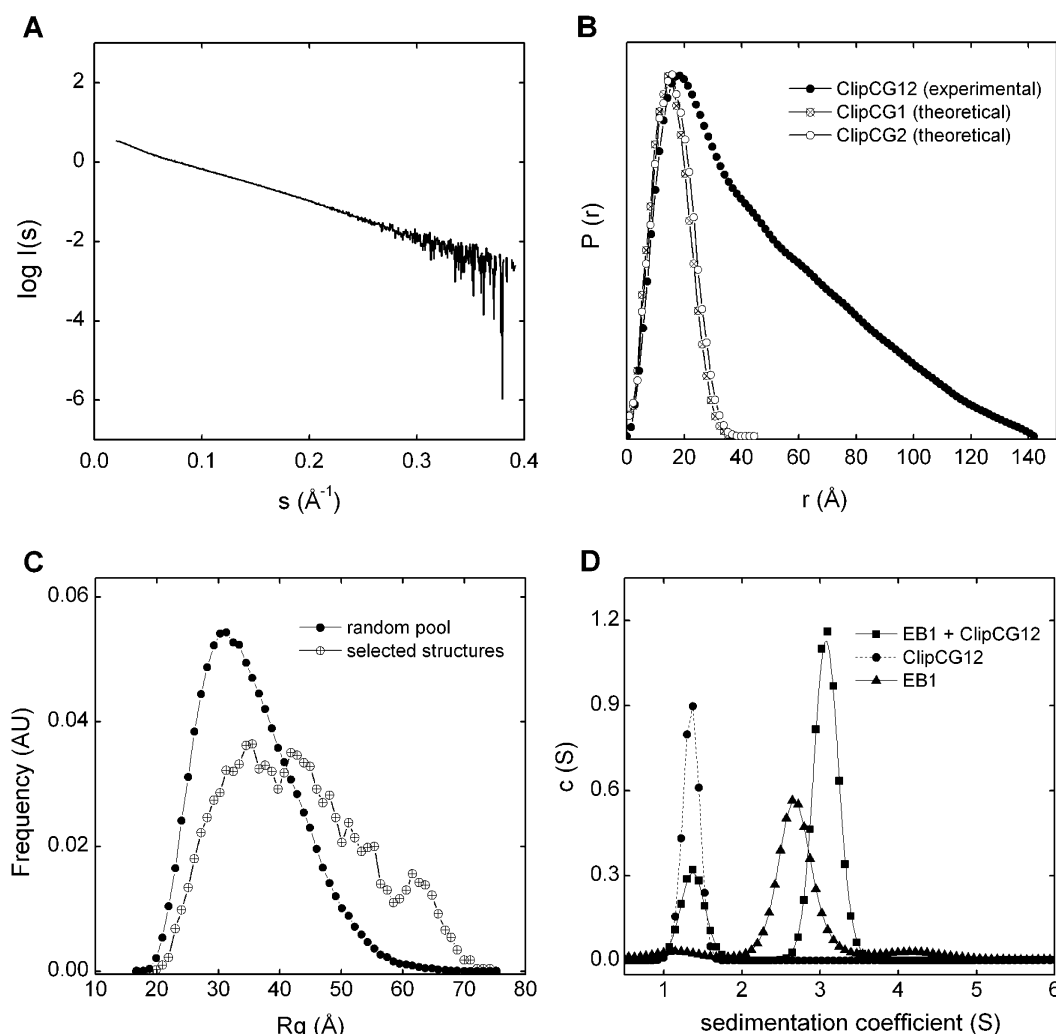 A
log I(s)
2
0
-2
-4
-6
0.0 0.1 0.2 0.3 0.4
s (Å-1)
B
P (r)
ClipCG12 (experimental)
ClipCG1 (theoretical)
ClipCG2 (theoretical)
0 20 40 60 80 100 120 140
r (Å)
C
Frequency (AU)
0.06
0.04
0.02
0.00
random pool
selected structures
10 20 30 40 50 60 70 80
Rg (Å)
D
c (S)
1.2
0.9
0.6
0.3
0.0
EB1 + ClipCG12
ClipCG12
EB1
1 2 3 4 5 6
sedimentation coefficient (S)